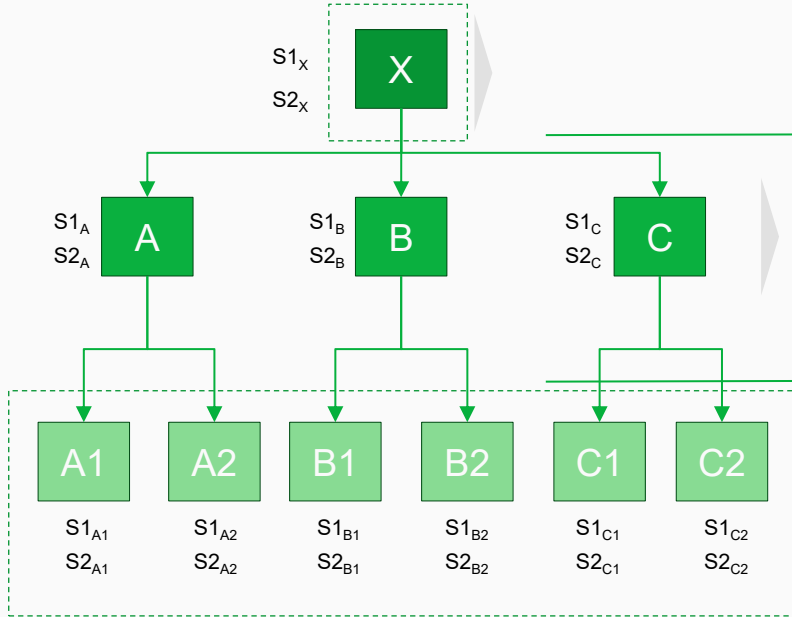 S1X
X
S2X
S1A
A
S2A
S1B
B
S2B
S1C
C
S2C
A1 A2 B1 B2 C1 C2
S1A1 S1A2 S1B1 S1B2 S1C1 S1C2
S2A1 S2A2 S2B1 S2B2 S2C1 S2C2